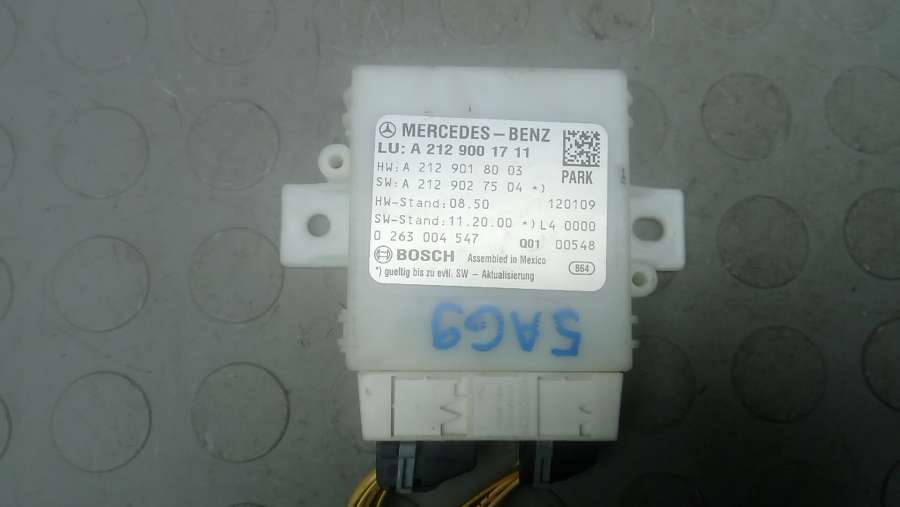 MERCEDES-BENZ
LU: A 212 900 17 11
HW: A 212 901 80 03
SW: A 212 902 75 04 *)
PARK
HW-Stand: 08.50 120109
SW-Stand: 11.20.00 *) L4 0000
0 263 004 547 Q01 00548
BOSCH Assembled in Mexico
*) gueltig bis zu evtl. SW - Aktualisierung 864
5AG9